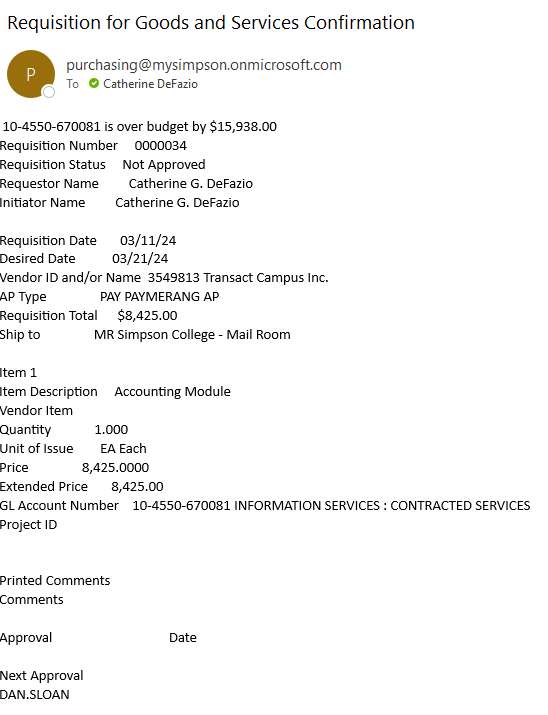 Requisition for Goods and Services Confirmation
P
purchasing@mysimpson.onmicrosoft.com
To Catherine DeFazio
10-4550-670081 is over budget by $15,938.00
Requisition Number 0000034
Requisition Status Not Approved
Requestor Name Catherine G. DeFazio
Initiator Name Catherine G. DeFazio
Requisition Date 03/11/24
Desired Date 03/21/24
Vendor ID and/or Name 3549813 Transact Campus Inc.
AP Type PAY PAYMERANG AP
Requisition Total $8,425.00
Ship to MR Simpson College - Mail Room
Item 1
Item Description Accounting Module
Vendor Item
Quantity 1.000
Unit of Issue EA Each
Price 8,425.0000
Extended Price 8,425.00
GL Account Number 10-4550-670081 INFORMATION SERVICES : CONTRACTED SERVICES
Project ID
Printed Comments
Comments
Approval Date
Next Approval
DAN.SLOAN